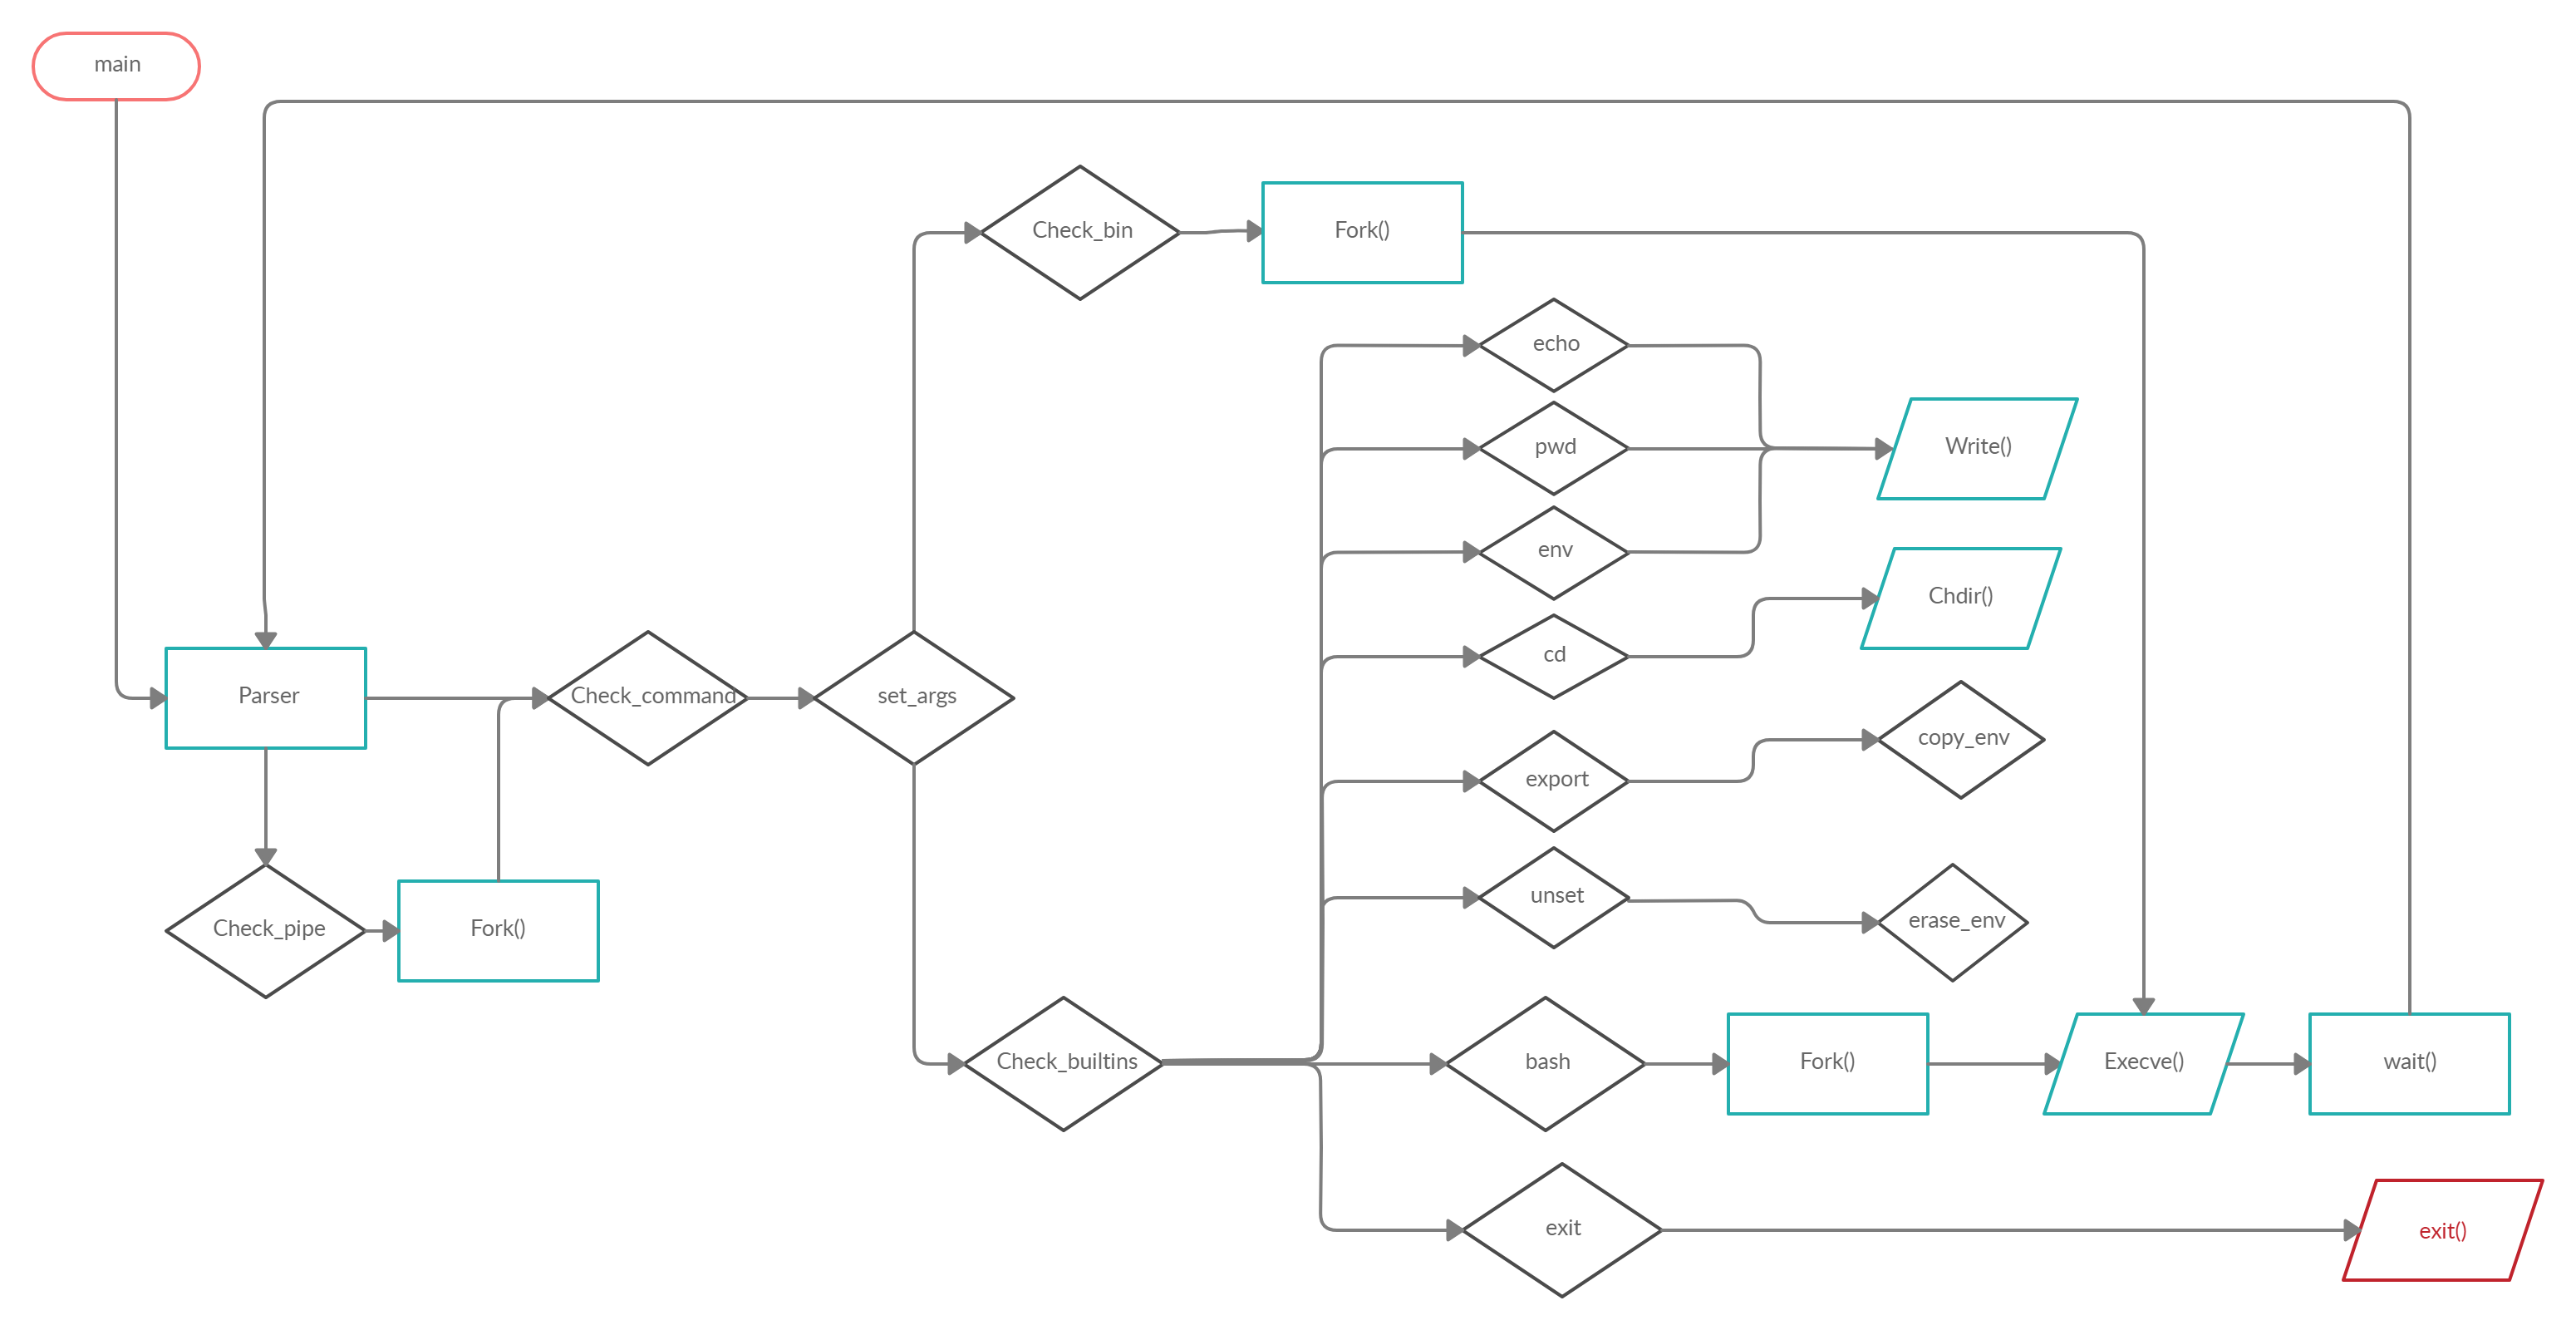 main
Check_bin
Fork()
echo
pwd
Write()
env
Chdir()
cd
Parser
Check_command
set_args
copy_env
export
unset
erase_env
Check_pipe
Fork()
Check_builtins
bash
Fork()
Execve()
wait()
exit
exit()